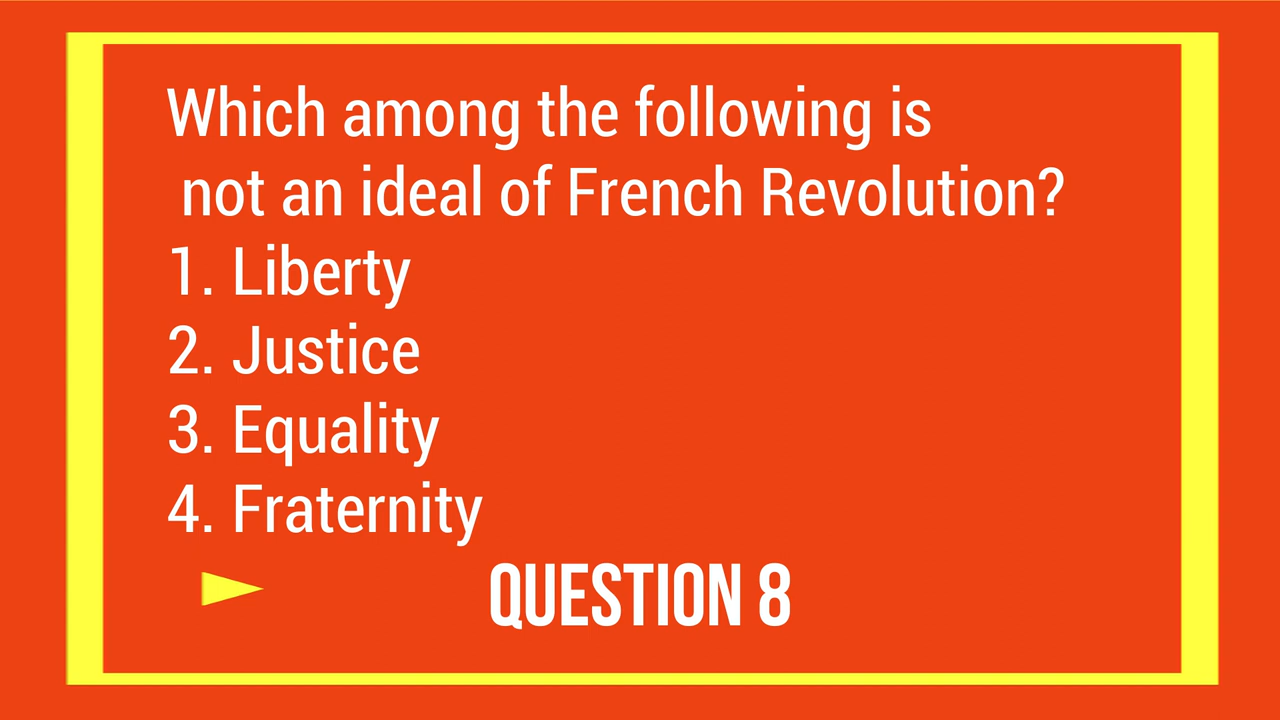 Which among the following is
not an ideal of French Revolution?
1. Liberty
2. Justice
3. Equality
4. Fraternity
QUESTION 8